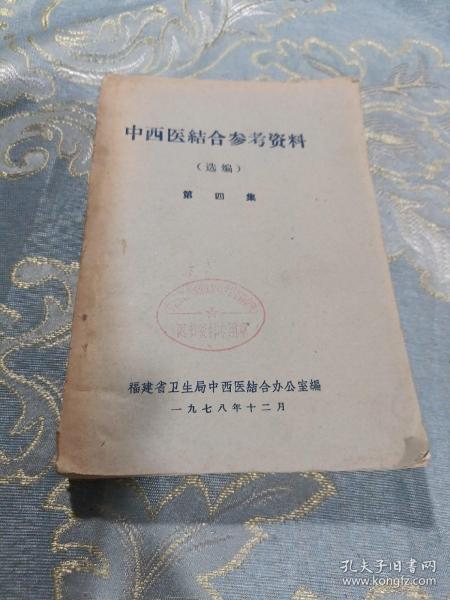 中西医結合参考资料
(选编)
第四集
福建省卫生局中西医結合办公室編
一九七八年十二月
孔夫子旧书网
www.kongfz.com